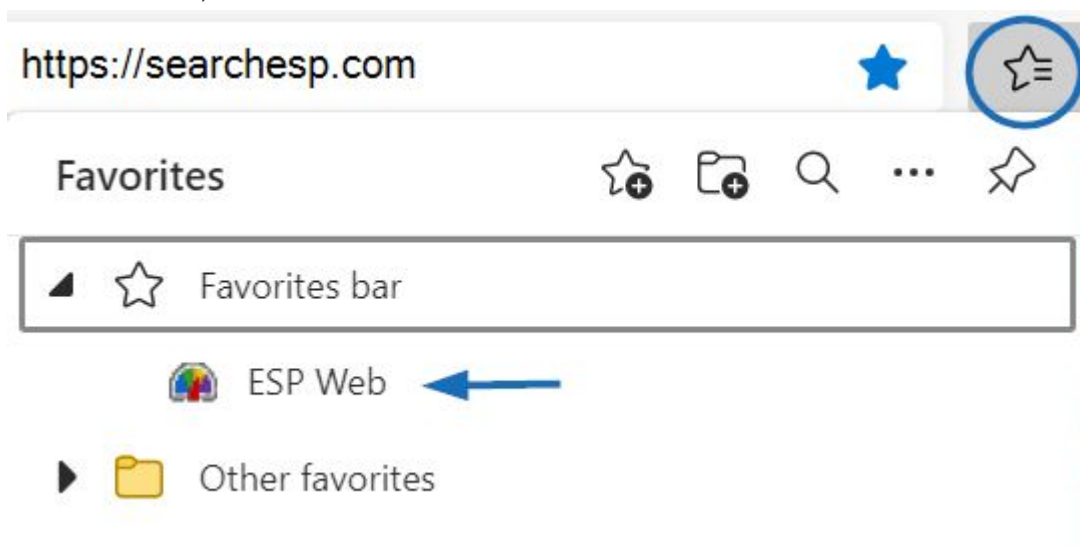 https://searchesp.com
Favorites
Favorites bar
ESP Web
Other favorites